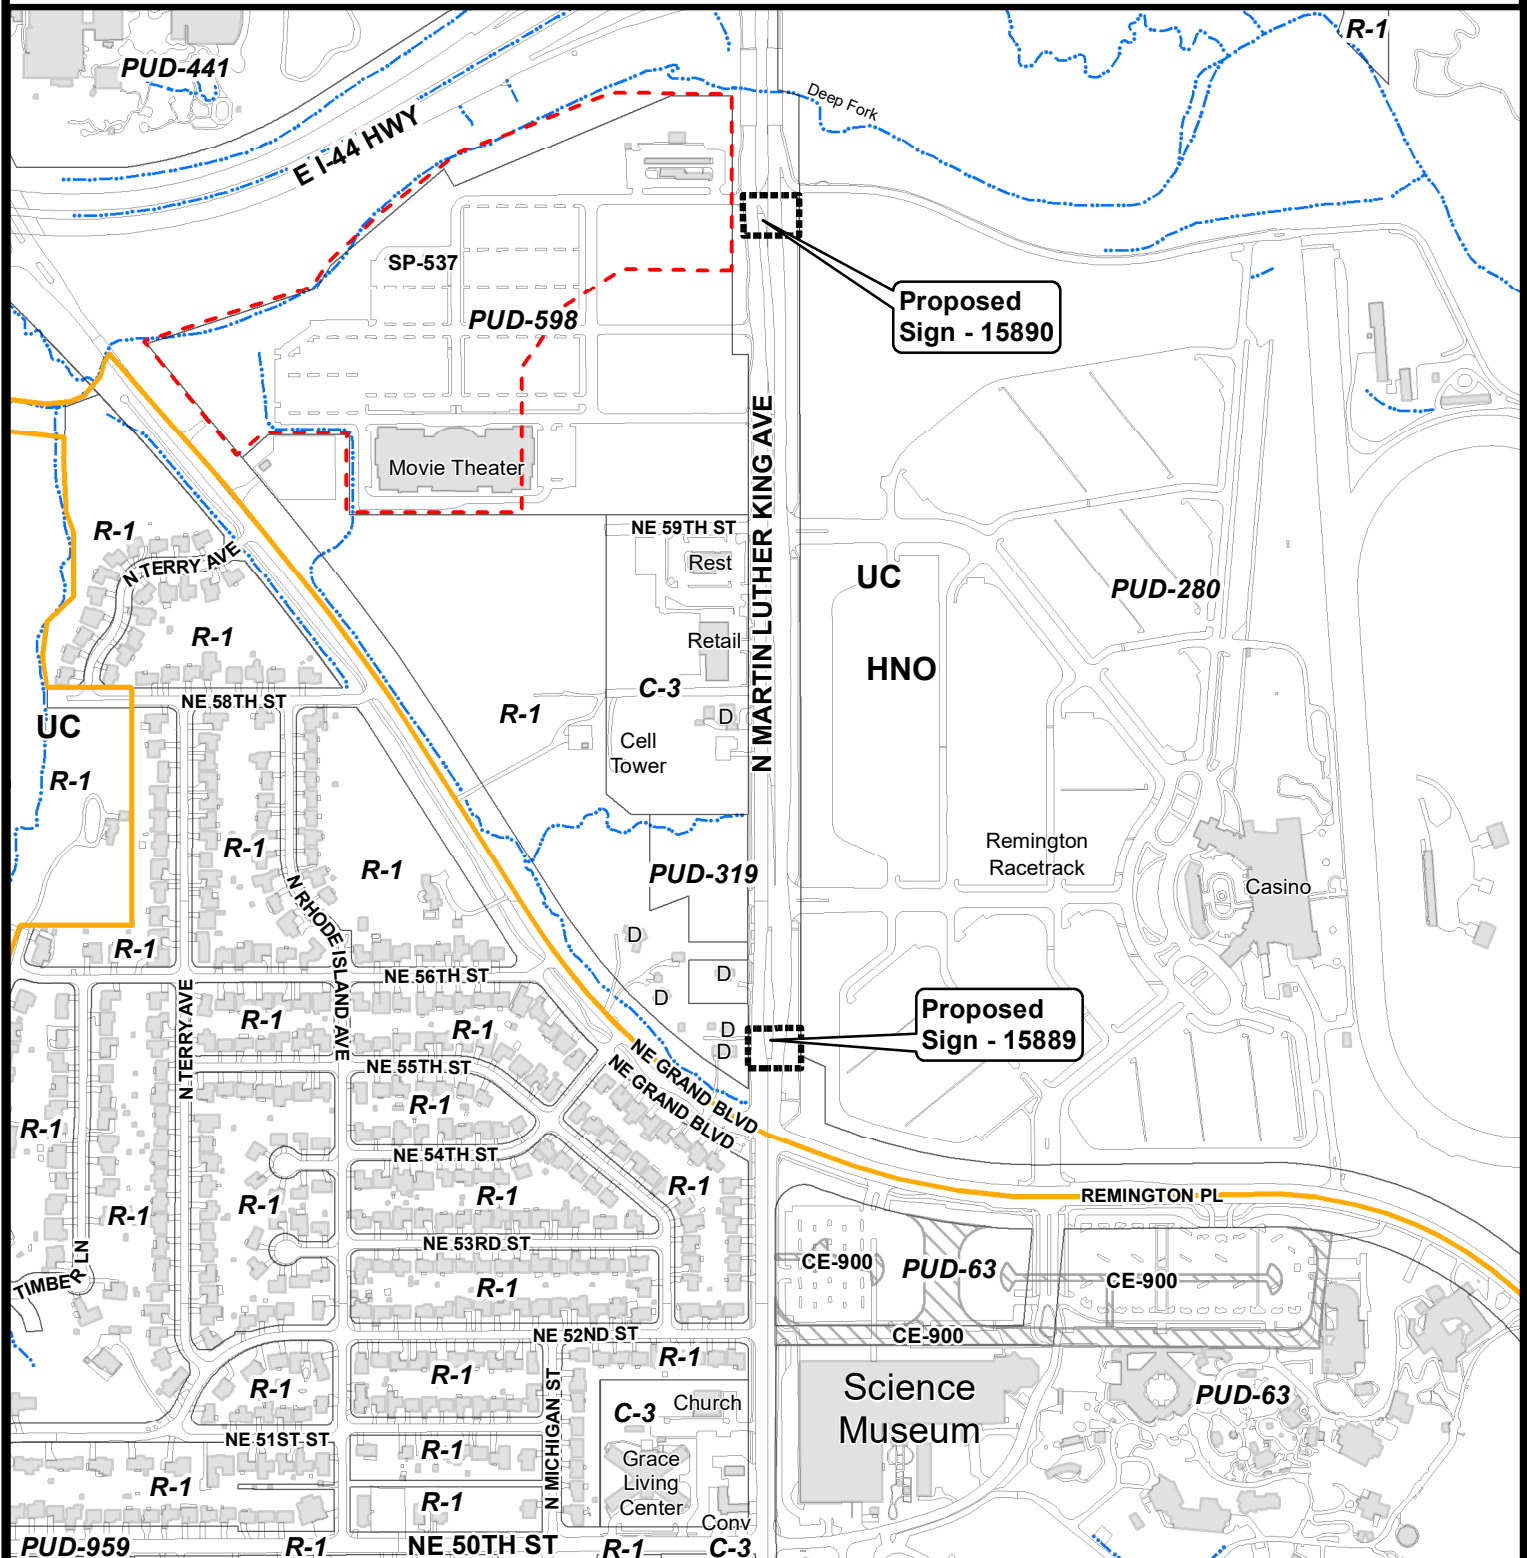 R-1
PUD-441
Deep Fork
E I-44 HWY
SP-537
Proposed
Sign - 15890
PUD-598
N MARTIN LUTHER KING AVE
Movie Theater
R-1
NE 59TH ST
N TERRY AVE
Rest
UC
PUD-280
R-1
Retail
HNO
C-3
NE 58TH ST
R-1
D
UC
Cell
Tower
R-1
Remington
Racetrack
R-1
R-1
PUD-319
Casino
N RHODE ISLAND AVE
D
R-1
NE 56TH ST
D
D
N TERRY AVE
Proposed
Sign - 15889
R-1
R-1
D
D
NE GRAND BLVD
NE GRAND BLVD
NE 55TH ST
R-1
R-1
NE 54TH ST
R-1
R-1
REMINGTON PL
R-1
R-1
NE 53RD ST
TIMBER LN
CE-900
PUD-63
CE-900
R-1
NE 52ND ST
CE-900
R-1
R-1
R-1
Science
Museum
PUD-63
N MICHIGAN ST
C-3
Church
NE 51ST ST
R-1
Grace
Living
Center
R-1
R-1
Conv
PUD-959
R-1
NE 50TH ST
R-1
C-3